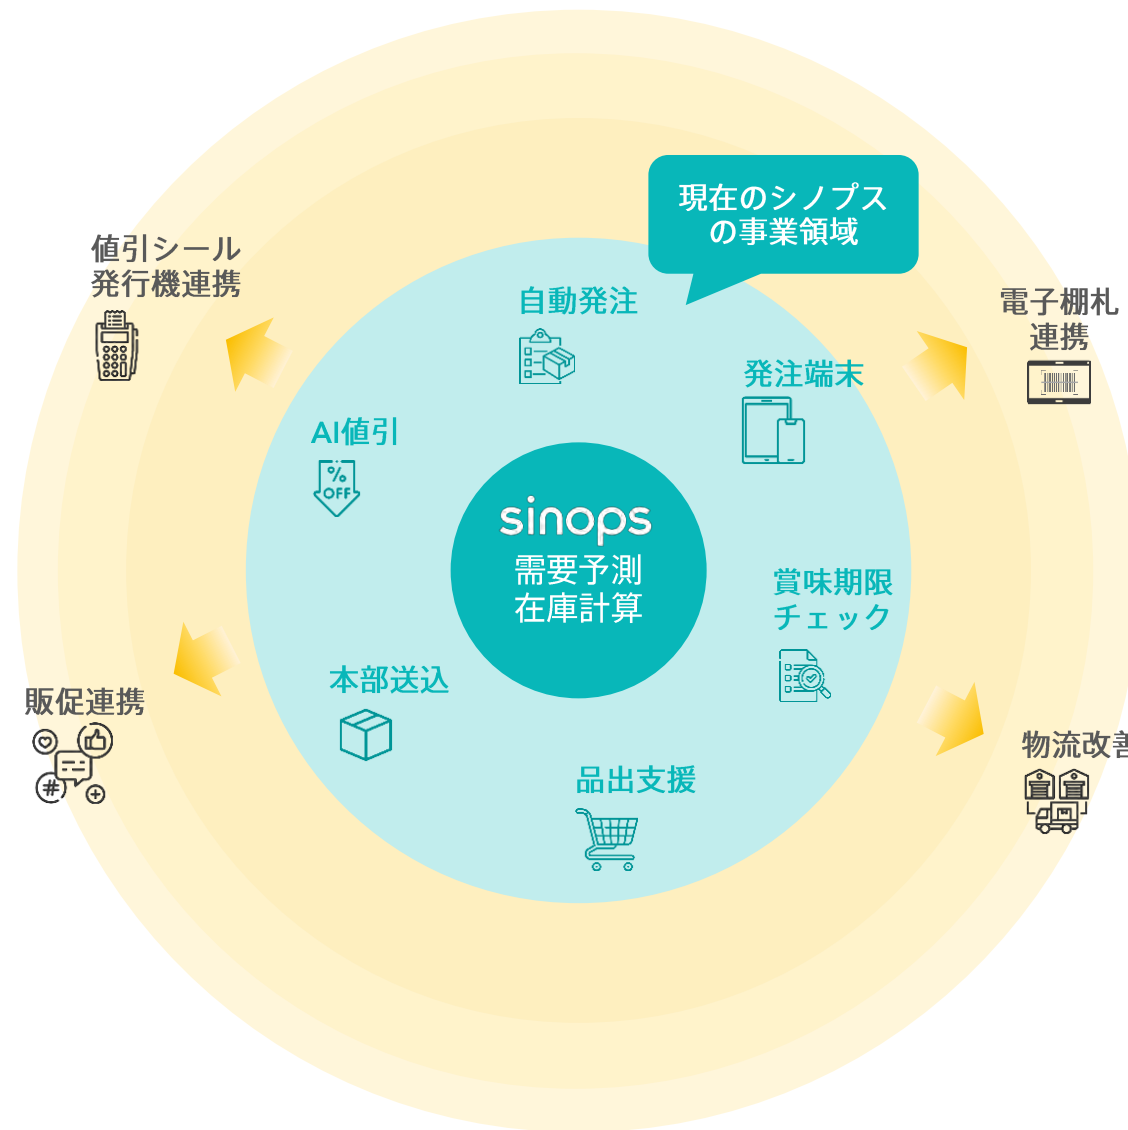 現在のシノプス
の事業領域
値引シール
発行機連携
自動発注
電子棚札
連携
発注端末
AI値引
%
OFF
sinops
需要予測
在庫計算
賞味期限
チェック
本部送込
販促連携
#
物流改善
品出支援